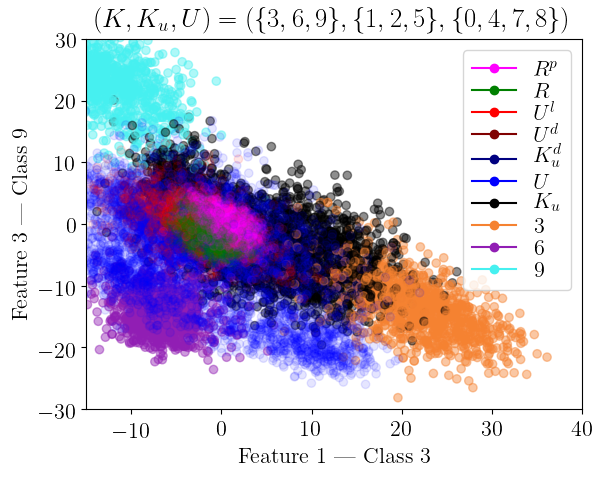 (K, K_u, U) = ({3, 6, 9}, {1, 2, 5}, {0, 4, 7, 8})
30
20
10
0
−10
−20
−30
Feature 3 — Class 9
R^p
R
U^l
U^d
K_u^d
U
K_u
3
6
9
−10
0
10
20
30
40
Feature 1 — Class 3